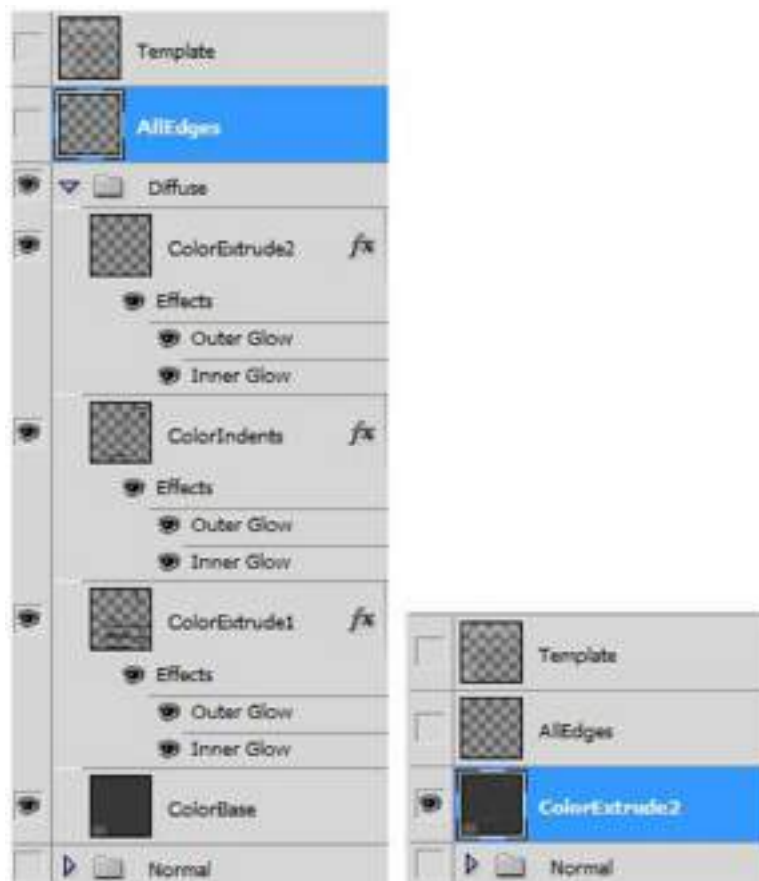 Template
AllEdges
Diffuse
ColorExtrude2 fx
Effects
Outer Glow
Inner Glow
ColorIndents fx
Effects
Outer Glow
Inner Glow
ColorExtrude1 fx
Effects
Outer Glow
Inner Glow
ColorBase
Normal
Template
AllEdges
ColorExtrude2
Normal